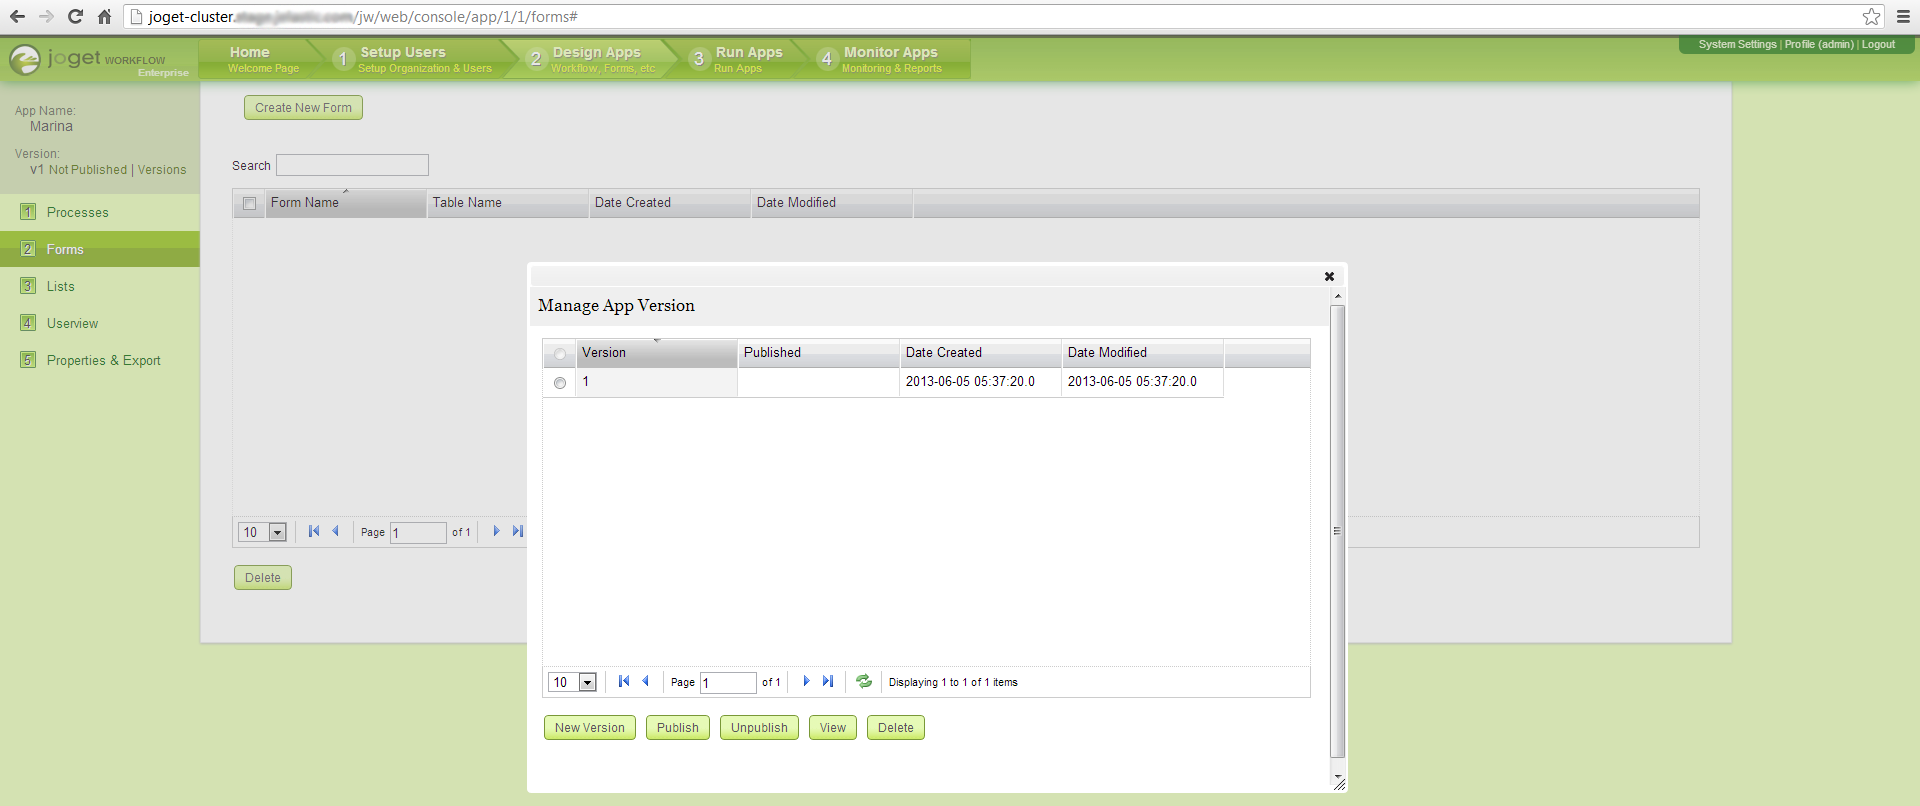 joget-cluster. /jw/web/console/app/1/1/forms#
joget WORKFLOW
Enterprise
Home
Welcome Page
1 Setup Users
Setup Organization & Users
2 Design Apps
Workflow, Forms, etc
3 Run Apps
Run Apps
4 Monitor Apps
Monitoring & Reports
System Settings | Profile (admin) | Logout
App Name:
Marina
Version:
v1 Not Published | Versions
1 Processes
2 Forms
3 Lists
4 Userview
5 Properties & Export
Create New Form
Search
Form Name Table Name Date Created Date Modified
10 Page 1 of 1
Delete
Manage App Version
Version Published Date Created Date Modified
1 2013-06-05 05:37:20.0 2013-06-05 05:37:20.0
10 Page 1 of 1 Displaying 1 to 1 of 1 items
New Version Publish Unpublish View Delete